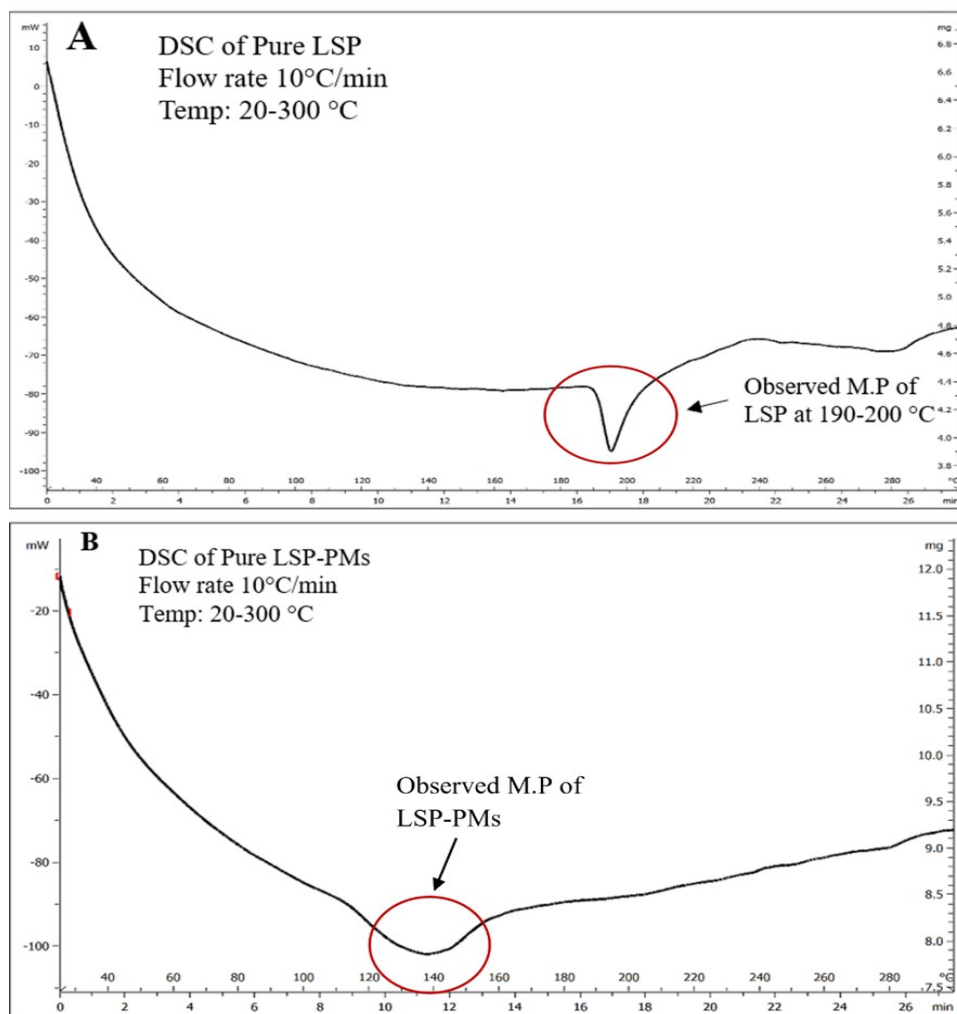 A
DSC of Pure LSP
Flow rate 10°C/min
Temp: 20-300 °C
mW
10
0
-10
-20
-30
-40
-50
-60
-70
-80
-90
-100
mg
6.8
6.6
6.4
6.2
6.0
5.8
5.6
5.4
5.2
5.0
4.8
4.6
4.4
4.2
4.0
3.8
Observed M.P of
LSP at 190-200 °C
40 60 80 100 120 140 160 200 220 240 260 280 °C
0 2 4 6 8 10 12 14 16 18 20 22 24 26 min
B
DSC of Pure LSP-PMs
Flow rate 10°C/min
Temp: 20-300 °C
mW
-20
-40
-60
-80
-100
mg
12.0
11.5
11.0
10.5
10.0
9.5
9.0
8.5
8.0
7.5
Observed M.P of
LSP-PMs
40 60 80 100 120 140 160 180 200 220 240 260 280 °C
0 2 4 6 8 10 12 14 16 18 20 22 24 26 min